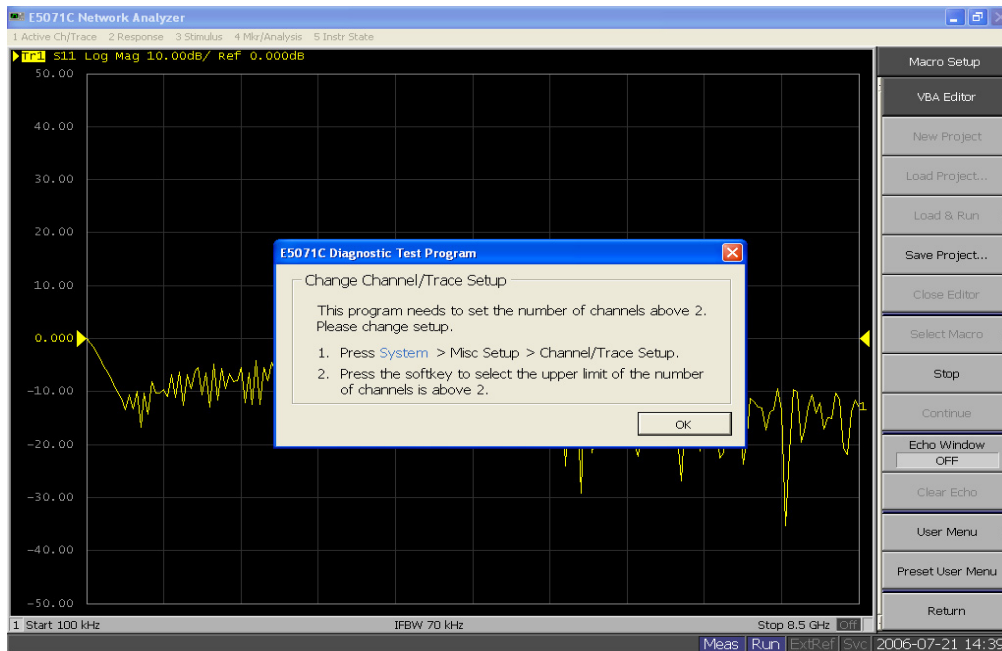 E5071C Network Analyzer
1 Active Ch/Trace 2 Response 3 Stimulus 4 Mkr/Analysis 5 Instr State
Tr1 S11 Log Mag 10.00dB/ Ref 0.000dB
50.00
40.00
30.00
20.00
10.00
0.000
-10.00
-20.00
-30.00
-40.00
-50.00
1
E5071C Diagnostic Test Program
Change Channel/Trace Setup
This program needs to set the number of channels above 2.
Please change setup.
1. Press System > Misc Setup > Channel/Trace Setup.
2. Press the softkey to select the upper limit of the number
of channels is above 2.
OK
Macro Setup
VBA Editor
New Project
Load Project...
Load & Run
Save Project...
Close Editor
Select Macro
Stop
Continue
Echo Window
OFF
Clear Echo
User Menu
Preset User Menu
Return
1 Start 100 kHz IFBW 70 kHz Stop 8.5 GHz Off
Meas Run ExtRef Svc 2006-07-21 14:39